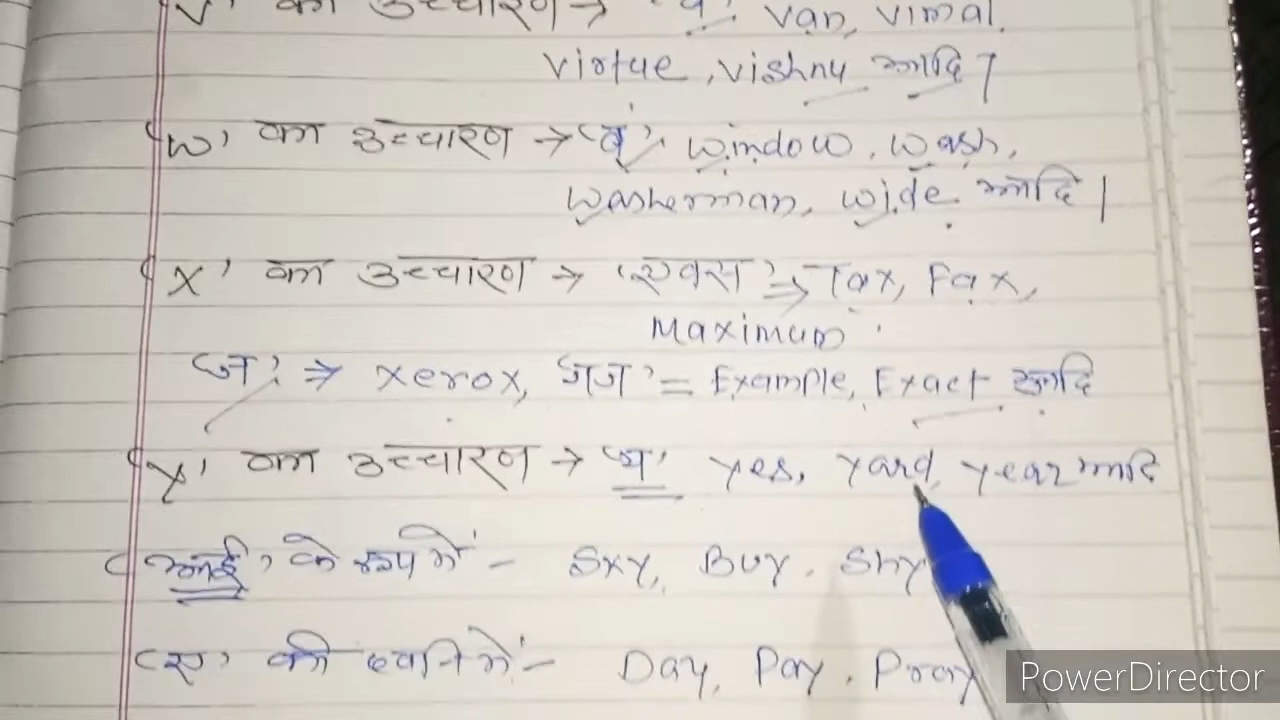 'V' का उच्चारण → 'व' Van, Vimal.
Virtue, Vishnu आदि।
'W' का उच्चारण → 'व' Window, Wash,
Washerman, Wide आदि।
'X' का उच्चारण → 'एक्स' ⇒ Tax, Fax,
Maximum
'ज' ⇒ Xerox, 'ग्ज' = Example, Exact आदि
'Y' का उच्चारण → 'य' Yes, Yard, Year आदि
'आई' के रूप में - Sky, Buy, Shy
'ए' की ध्वनि में - Day, Pay, Pray
PowerDirector